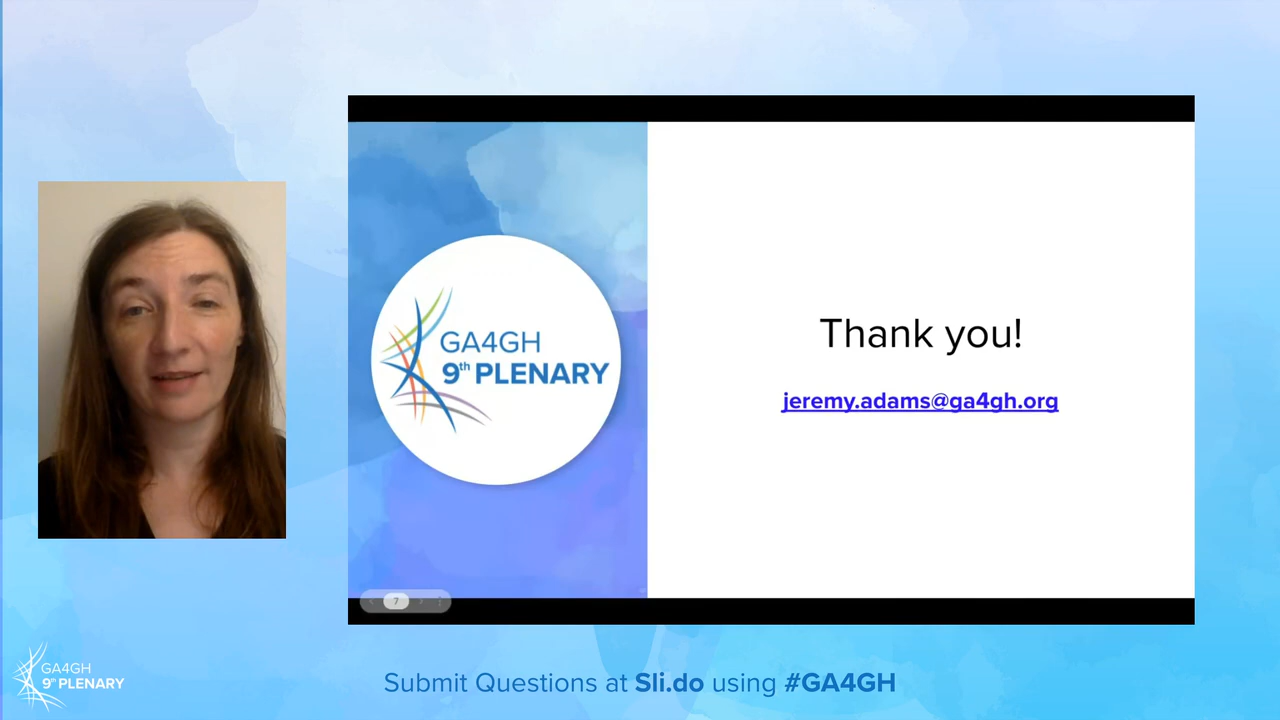 GA4GH
9th PLENARY
Thank you!
jeremy.adams@ga4gh.org
7
GA4GH
9th PLENARY
Submit Questions at Sli.do using #GA4GH